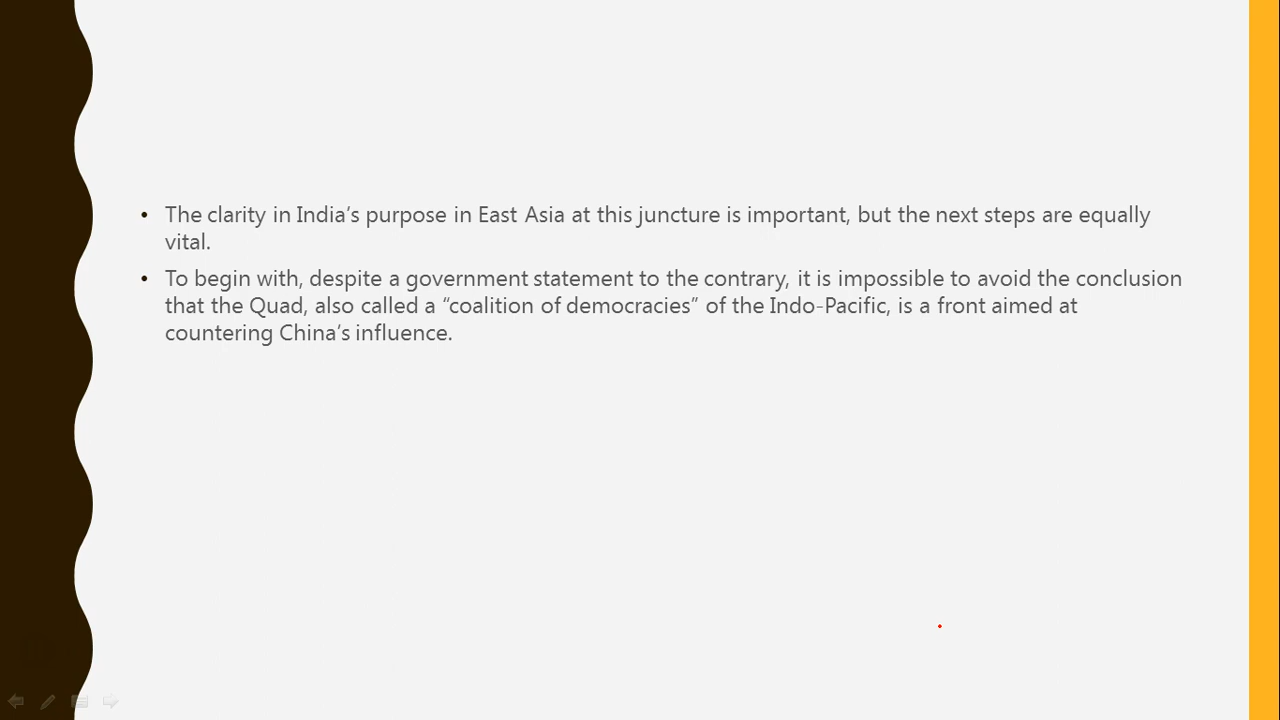 • The clarity in India’s purpose in East Asia at this juncture is important, but the next steps are equally
vital.
• To begin with, despite a government statement to the contrary, it is impossible to avoid the conclusion
that the Quad, also called a “coalition of democracies” of the Indo-Pacific, is a front aimed at
countering China’s influence.